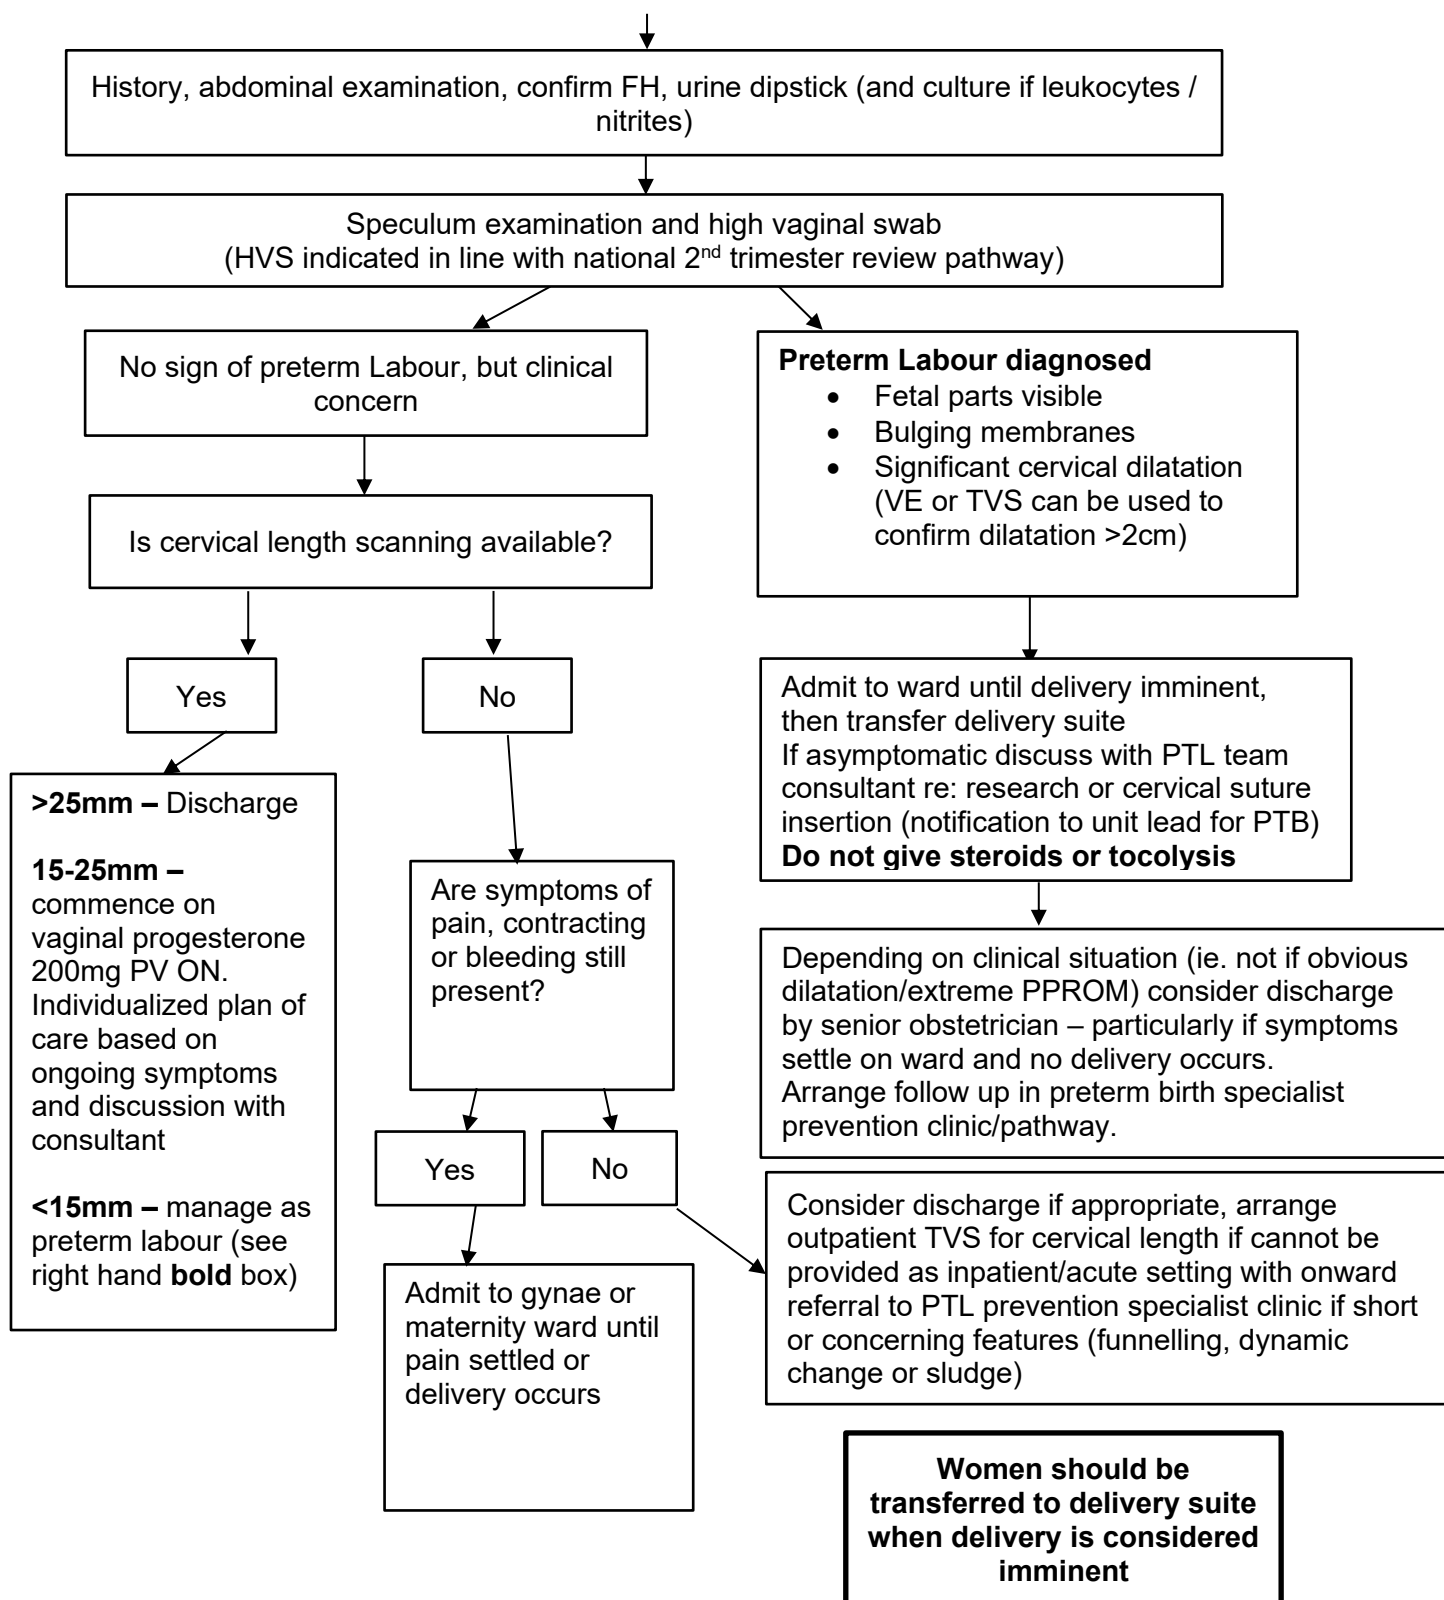 History, abdominal examination, confirm FH, urine dipstick (and culture if leukocytes /
nitrites)
Speculum examination and high vaginal swab
(HVS indicated in line with national 2nd trimester review pathway)
No sign of preterm Labour, but clinical
concern
Preterm Labour diagnosed
• Fetal parts visible
• Bulging membranes
• Significant cervical dilatation
(VE or TVS can be used to
confirm dilatation >2cm)
Is cervical length scanning available?
Yes
No
Admit to ward until delivery imminent,
then transfer delivery suite
If asymptomatic discuss with PTL team
consultant re: research or cervical suture
insertion (notification to unit lead for PTB)
Do not give steroids or tocolysis
>25mm – Discharge
15-25mm –
commence on
vaginal progesterone
200mg PV ON.
Individualized plan of
care based on
ongoing symptoms
and discussion with
consultant
<15mm – manage as
preterm labour (see
right hand bold box)
Are symptoms of
pain, contracting
or bleeding still
present?
Depending on clinical situation (ie. not if obvious
dilatation/extreme PPROM) consider discharge
by senior obstetrician – particularly if symptoms
settle on ward and no delivery occurs.
Arrange follow up in preterm birth specialist
prevention clinic/pathway.
Yes
No
Consider discharge if appropriate, arrange
outpatient TVS for cervical length if cannot be
provided as inpatient/acute setting with onward
referral to PTL prevention specialist clinic if short
or concerning features (funnelling, dynamic
change or sludge)
Admit to gynae or
maternity ward until
pain settled or
delivery occurs
Women should be
transferred to delivery suite
when delivery is considered
imminent